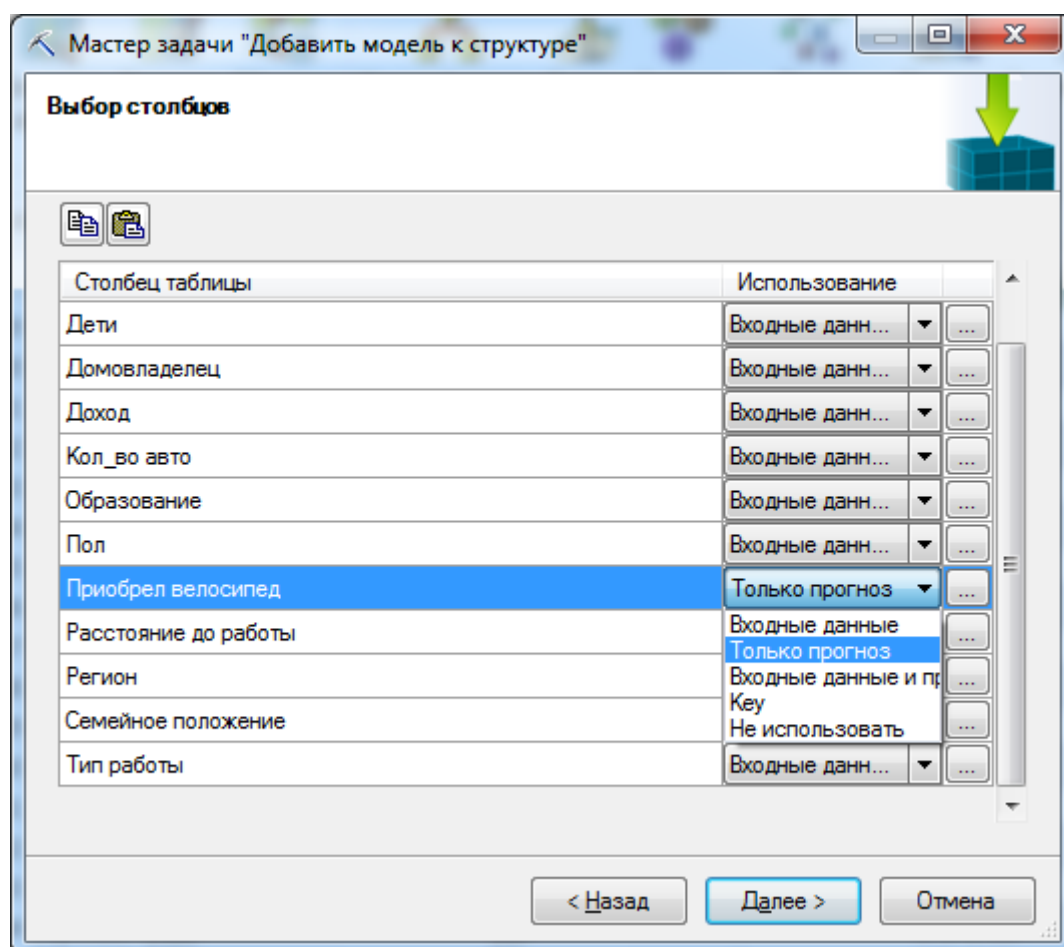 Мастер задачи "Добавить модель к структуре"
Выбор столбцов
Столбец таблицы Использование
Дети Входные данн... ...
Домовладелец Входные данн... ...
Доход Входные данн... ...
Кол_во авто Входные данн... ...
Образование Входные данн... ...
Пол Входные данн... ...
Приобрел велосипед Только прогноз ...
Расстояние до работы Входные данные ...
Только прогноз
Регион Входные данные и пр ...
Key
Семейное положение Не использовать ...
Тип работы Входные данн... ...
< Назад Далее > Отмена